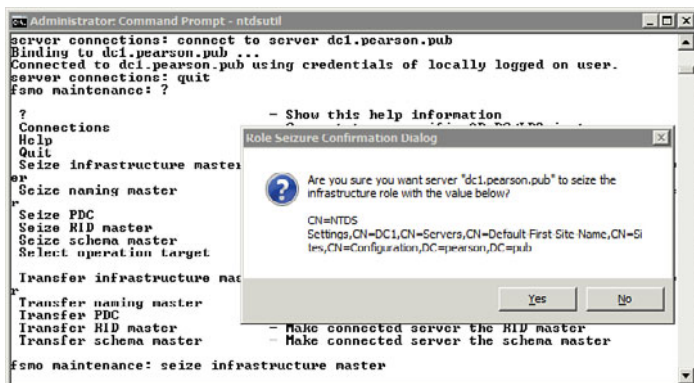 Administrator: Command Prompt - ntdsutil
server connections: connect to server dc1.pearson.pub
Binding to dc1.pearson.pub ...
Connected to dc1.pearson.pub using credentials of locally logged on user.
server connections: quit
fsmo maintenance: ?
? - Show this help information
Connections
Help
Quit
Seize infrastructure master
er
Seize naming master
r
Seize PDC
Seize RID master
Seize schema master
Select operation target
Transfer infrastructure mas
r
Transfer naming master
Transfer PDC
Transfer RID master - Make connected server the RID master
Transfer schema master - Make connected server the schema master
fsmo maintenance: seize infrastructure master
Role Seizure Confirmation Dialog
Are you sure you want server "dc1.pearson.pub" to seize the
infrastructure role with the value below?
CN=NTDS
Settings,CN=DC1,CN=Servers,CN=Default-First-Site-Name,CN=Si
tes,CN=Configuration,DC=pearson,DC=pub
Yes
No